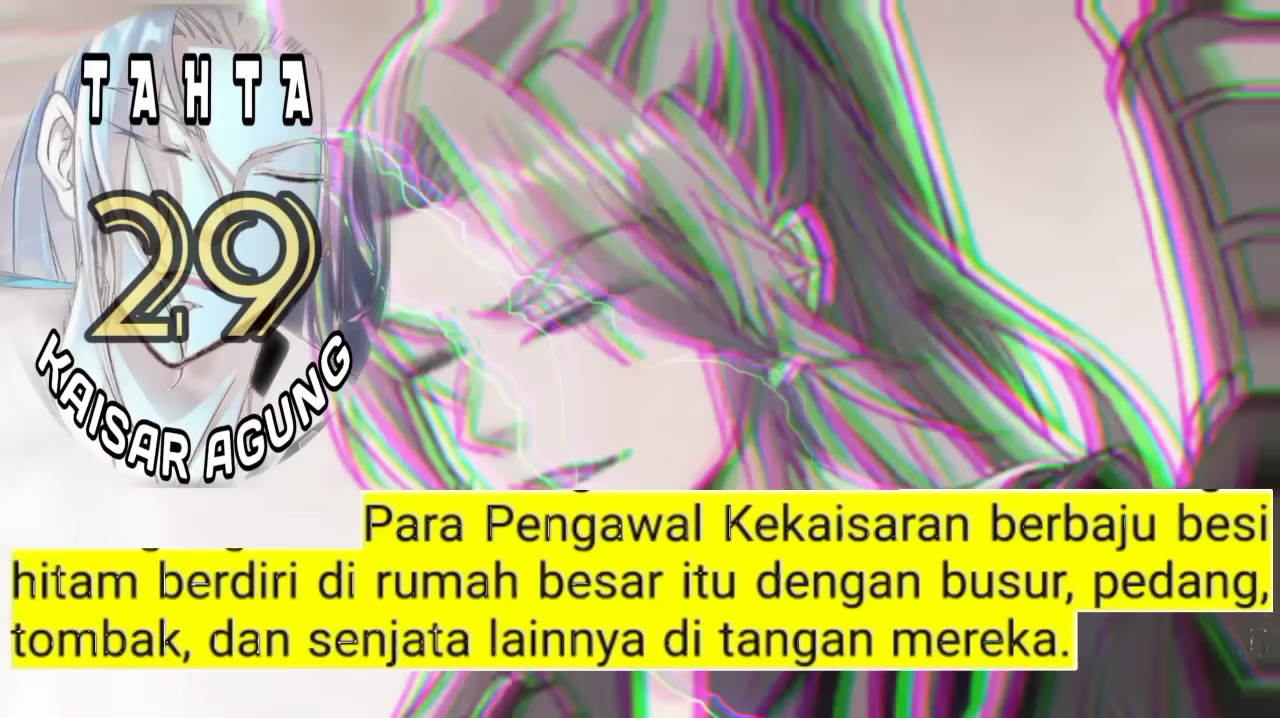 TAHTA
29
KAISAR AGUNG
Para Pengawal Kekaisaran berbaju besi
hitam berdiri di rumah besar itu dengan busur, pedang,
tombak, dan senjata lainnya di tangan mereka.